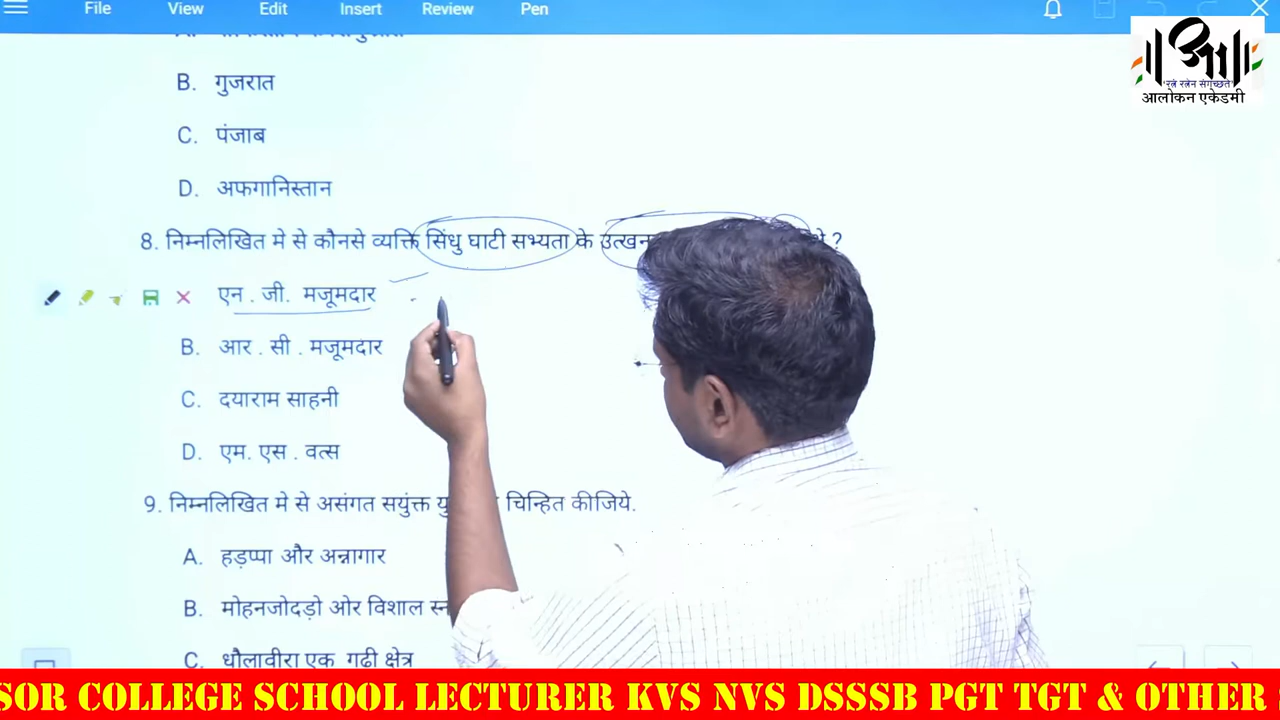 File View Edit Insert Review Pen
B. गुजरात
C. पंजाब
D. अफगानिस्तान
8. निम्नलिखित मे से कौनसे व्यक्ति सिंधु घाटी सभ्यता के उत्खन ?
एन . जी. मजूमदार
B. आर . सी . मजूमदार
C. दयाराम साहनी
D. एम. एस . वत्स
9. निम्नलिखित मे से असंगत सयुंक्त चिन्हित कीजिये.
A. हड़प्पा और अन्नागार
B. मोहनजोदड़ो ओर विशाल
C. धौलावीरा एक गढी क्षेत्र
आलोकन एकेडमी
SOR COLLEGE SCHOOL LECTURER KVS NVS DSSSB PGT TGT & OTHER